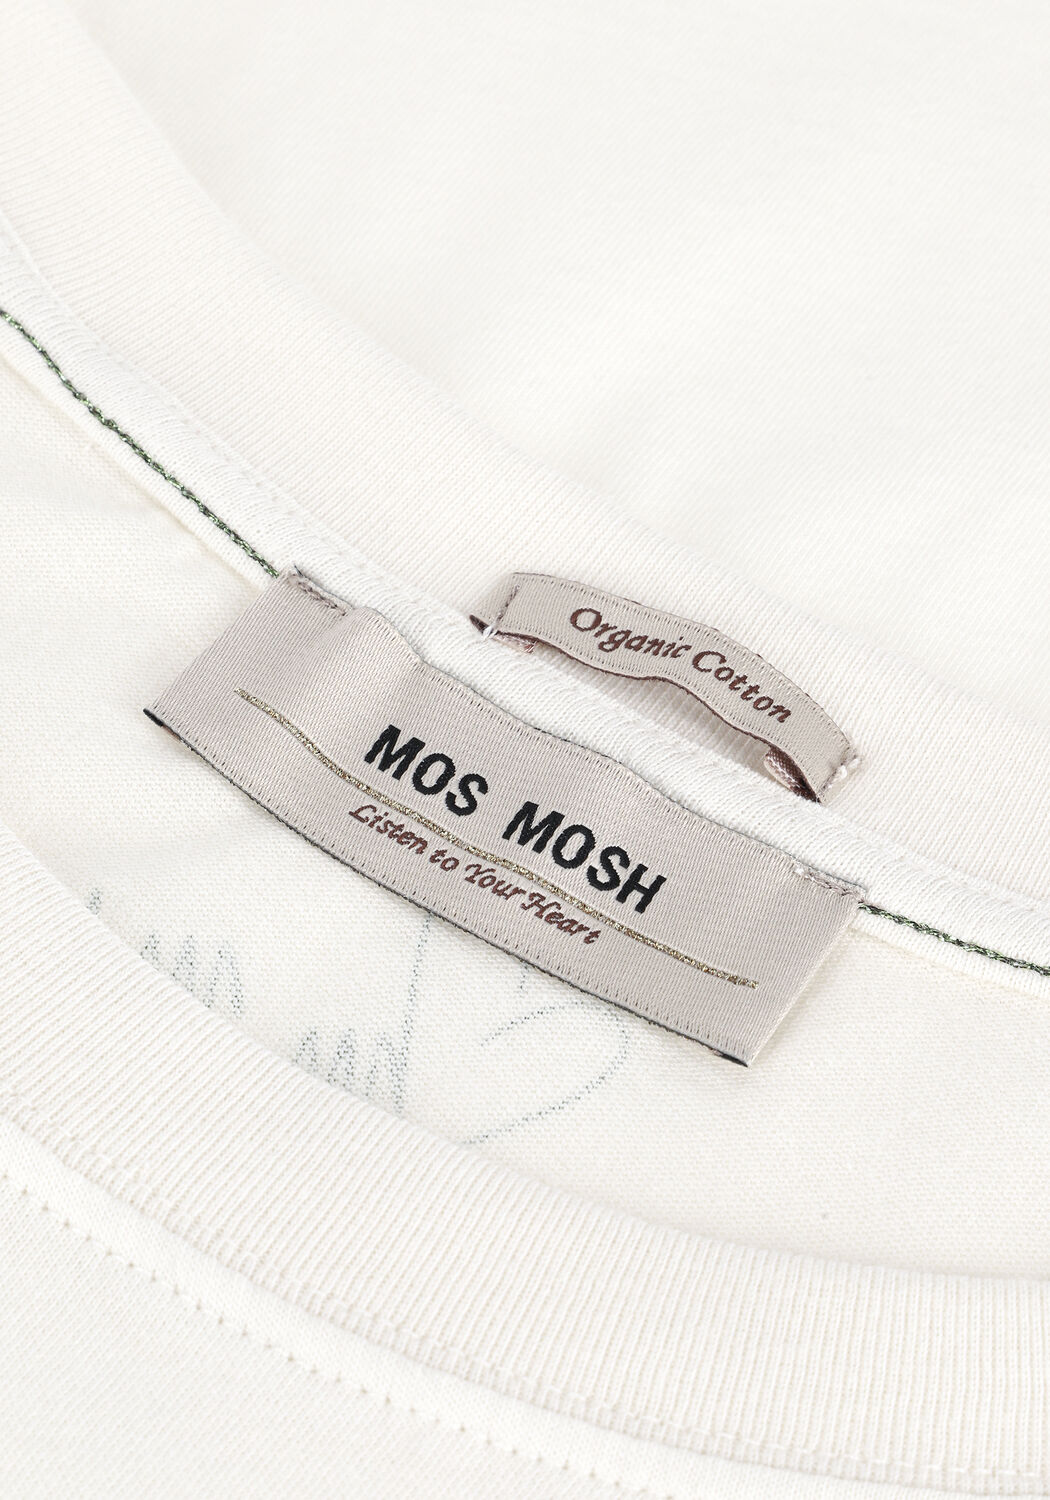 Organic Cotton
MOS MOSH
Listen to Your Heart